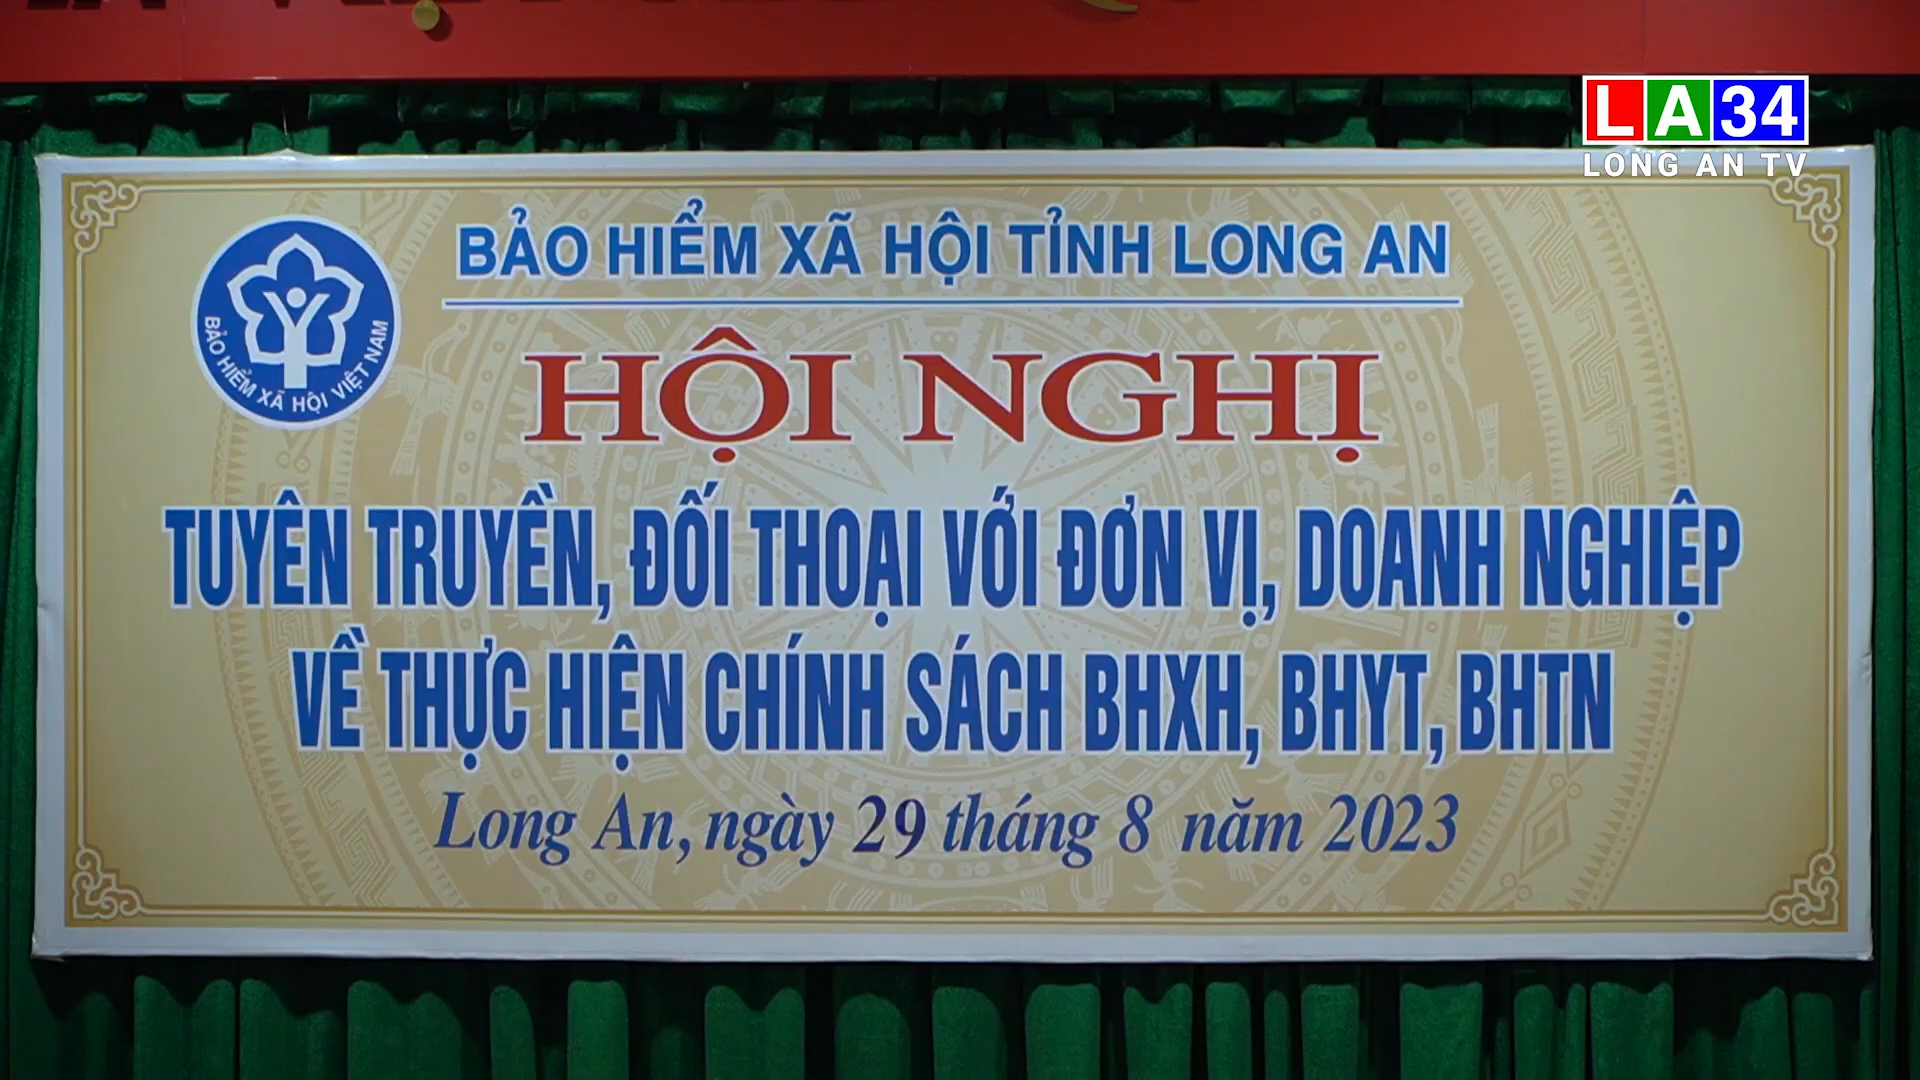 LA34
LONG AN TV
BẢO HIỂM XÃ HỘI TỈNH LONG AN
BẢO HIỂM XÃ HỘI VIỆT NAM
HỘI NGHỊ
TUYÊN TRUYỀN, ĐỐI THOẠI VỚI ĐƠN VỊ, DOANH NGHIỆP
VỀ THỰC HIỆN CHÍNH SÁCH BHXH, BHYT, BHTN
Long An, ngày 29 tháng 8 năm 2023